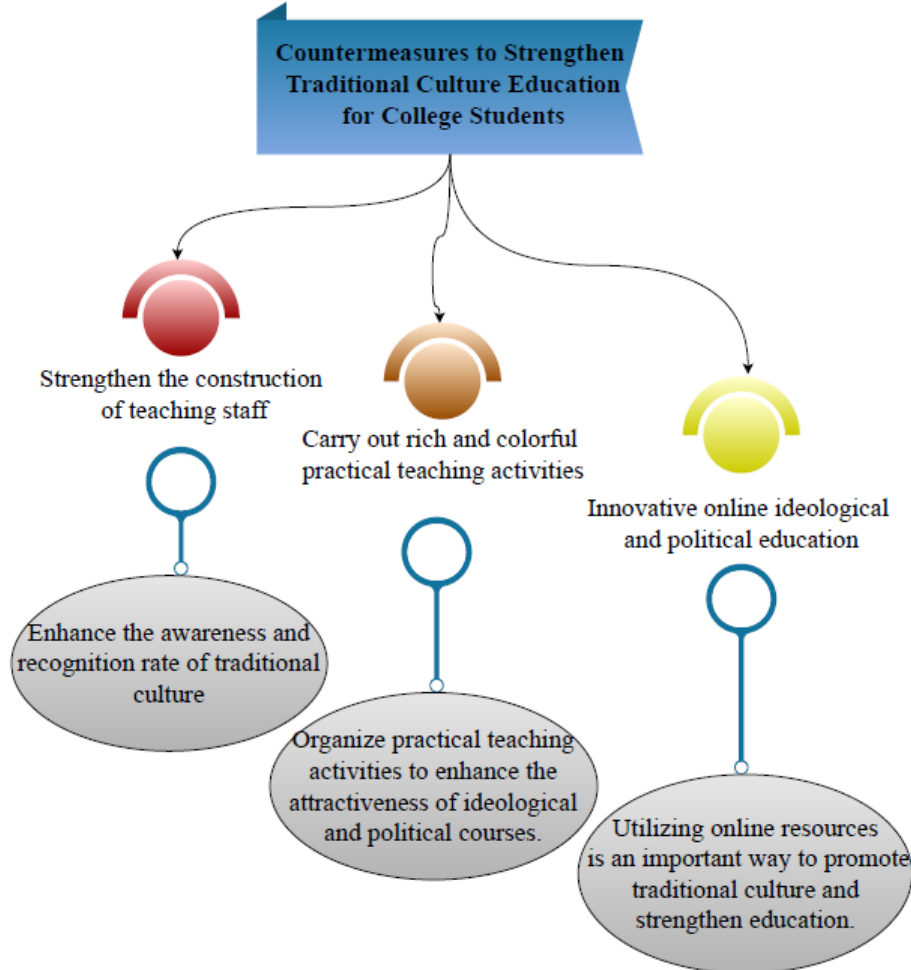 Countermeasures to Strengthen
Traditional Culture Education
for College Students
Strengthen the construction
of teaching staff
Carry out rich and colorful
practical teaching activities
Innovative online ideological
and political education
Enhance the awareness and
recognition rate of traditional
culture
Organize practical teaching
activities to enhance the
attractiveness of ideological
and political courses.
Utilizing online resources
is an important way to promote
traditional culture and
strengthen education.